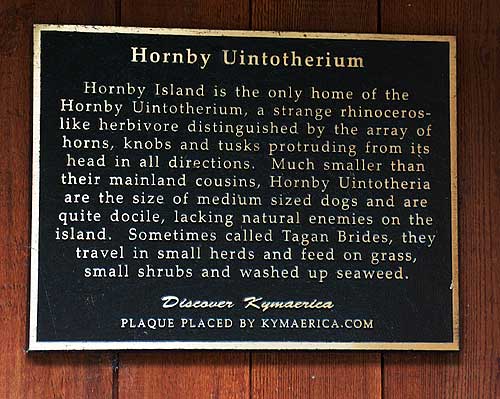 Hornby Uintotherium
Hornby Island is the only home of the
Hornby Uintotherium, a strange rhinoceros-
like herbivore distinguished by the array of
horns, knobs and tusks protruding from its
head in all directions. Much smaller than
their mainland cousins, Hornby Uintotheria
are the size of medium sized dogs and are
quite docile, lacking natural enemies on the
island. Sometimes called Tagan Brides, they
travel in small herds and feed on grass,
small shrubs and washed up seaweed.
Discover Kymaerica
PLAQUE PLACED BY KYMAERICA.COM